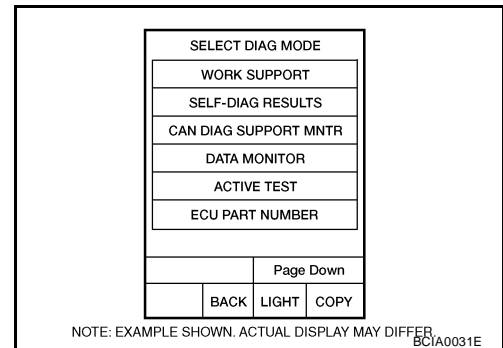 SELECT DIAG MODE
WORK SUPPORT
SELF-DIAG RESULTS
CAN DIAG SUPPORT MNTR
DATA MONITOR
ACTIVE TEST
ECU PART NUMBER
Page Down
BACK LIGHT COPY
NOTE: EXAMPLE SHOWN. ACTUAL DISPLAY MAY DIFFER.
BCIA0031E